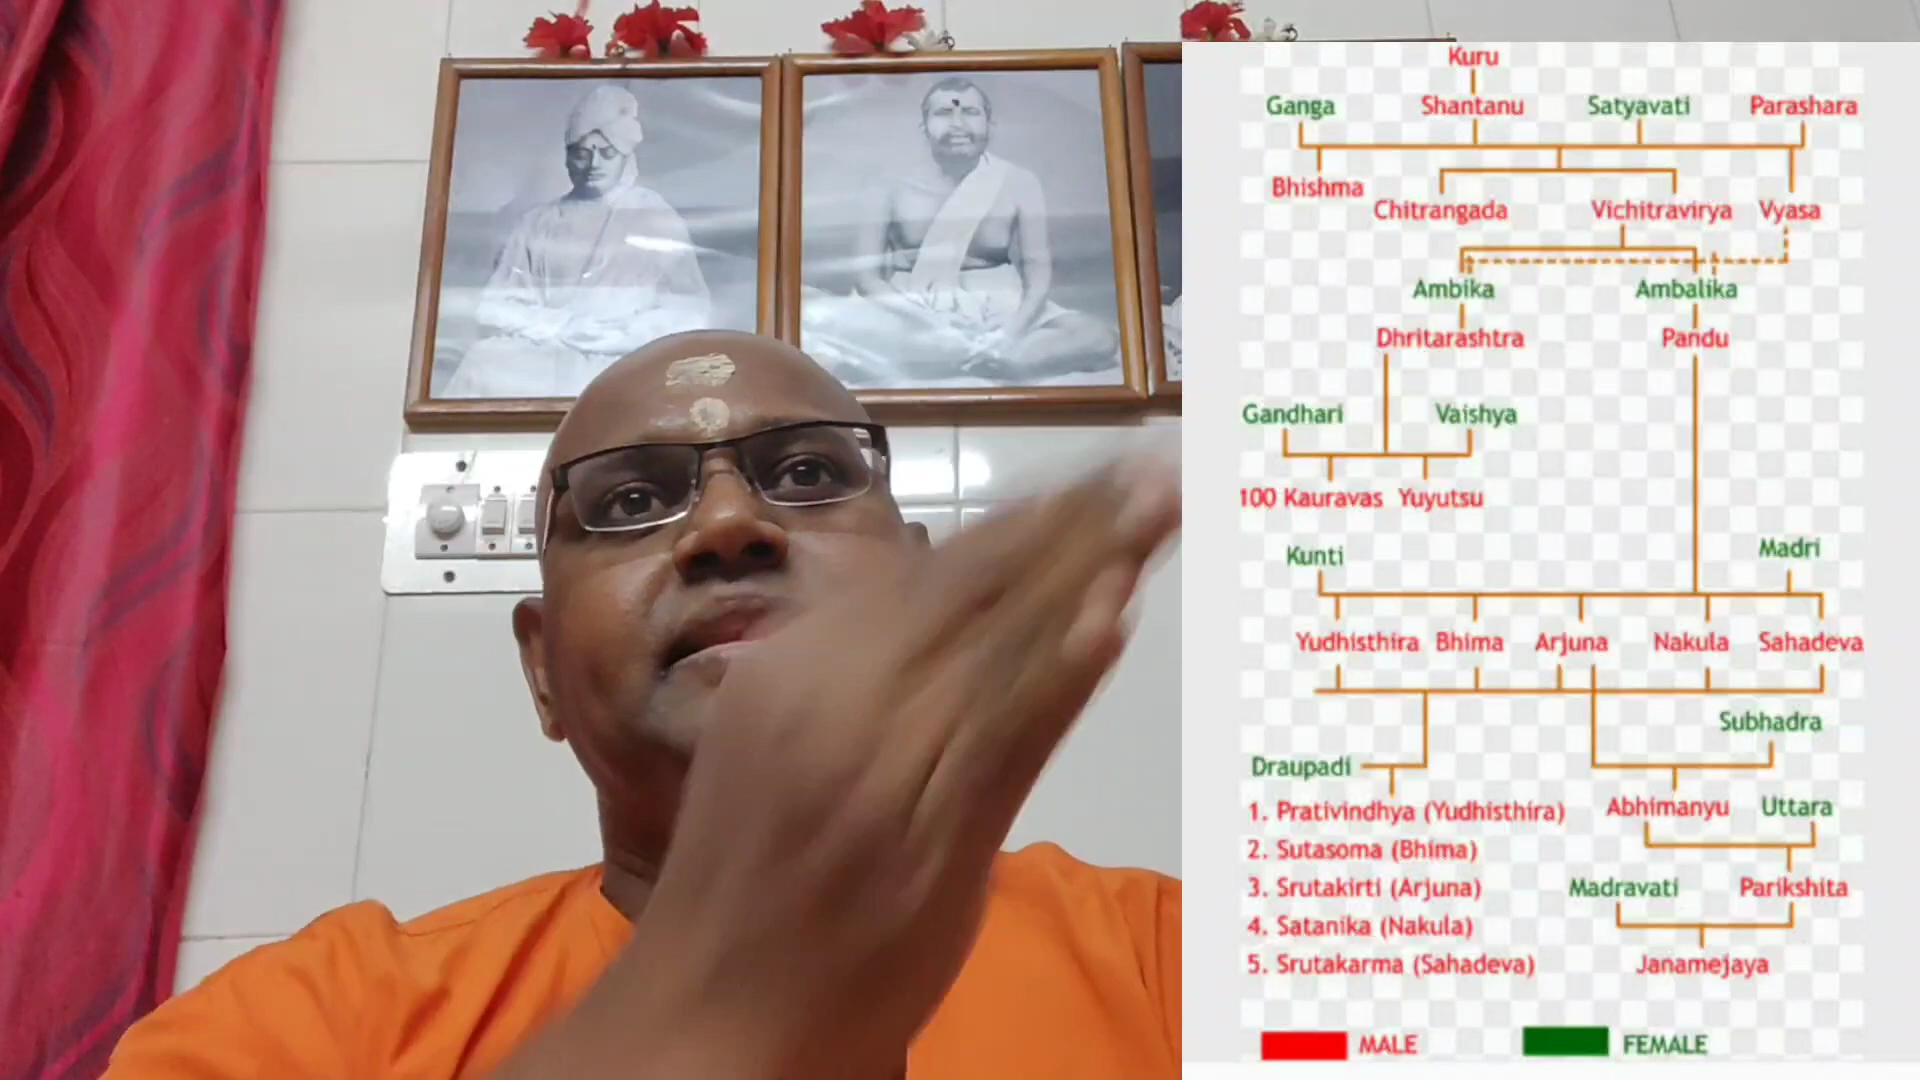 Kuru
Ganga Shantanu Satyavati Parashara
Bhishma
Chitrangada Vichitravirya Vyasa
Ambika Ambalika
Dhritarashtra Pandu
Gandhari Vaishya
100 Kauravas Yuyutsu
Kunti Madri
Yudhisthira Bhima Arjuna Nakula Sahadeva
Subhadra
Draupadi
1. Prativindhya (Yudhisthira) Abhimanyu Uttara
2. Sutasoma (Bhima)
3. Srutakirti (Arjuna) Madravati Parikshita
4. Satanika (Nakula)
5. Srutakarma (Sahadeva) Janamejaya
MALE FEMALE